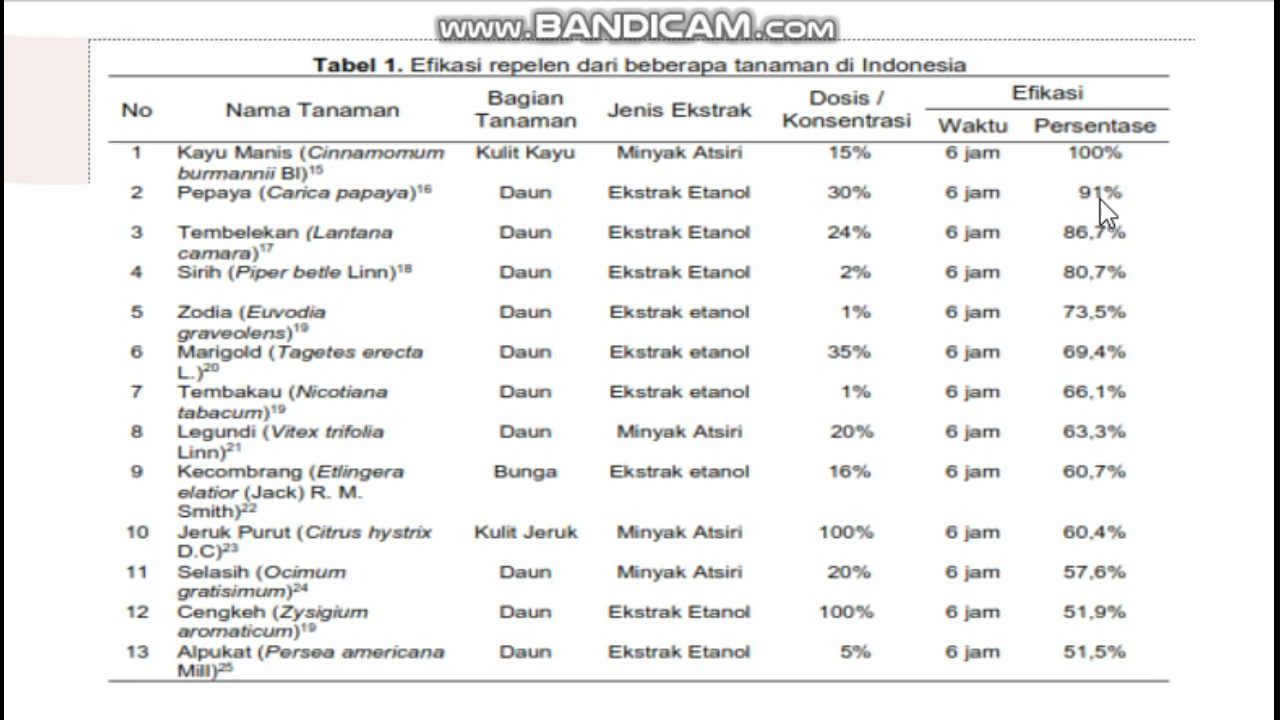 www.BANDICAM.com
Tabel 1. Efikasi repelen dari beberapa tanaman di Indonesia
No Nama Tanaman Bagian Tanaman Jenis Ekstrak Dosis / Konsentrasi Efikasi
Waktu Persentase
1 Kayu Manis (Cinnamomum Kulit Kayu Minyak Atsiri 15% 6 jam 100%
burmannii Bl)15
2 Pepaya (Carica papaya)16 Daun Ekstrak Etanol 30% 6 jam 91%
3 Tembelekan (Lantana Daun Ekstrak Etanol 24% 6 jam 86,7%
camara)17
4 Sirih (Piper betle Linn)18 Daun Ekstrak Etanol 2% 6 jam 80,7%
5 Zodia (Euvodia Daun Ekstrak etanol 1% 6 jam 73,5%
graveolens)19
6 Marigold (Tagetes erecta Daun Ekstrak etanol 35% 6 jam 69,4%
L.)20
7 Tembakau (Nicotiana Daun Ekstrak etanol 1% 6 jam 66,1%
tabacum)19
8 Legundi (Vitex trifolia Daun Minyak Atsiri 20% 6 jam 63,3%
Linn)21
9 Kecombrang (Etlingera Bunga Ekstrak etanol 16% 6 jam 60,7%
elatior (Jack) R. M.
Smith)22
10 Jeruk Purut (Citrus hystrix Kulit Jeruk Minyak Atsiri 100% 6 jam 60,4%
D.C)23
11 Selasih (Ocimum Daun Minyak Atsiri 20% 6 jam 57,6%
gratisimum)24
12 Cengkeh (Zysigium Daun Ekstrak Etanol 100% 6 jam 51,9%
aromaticum)19
13 Alpukat (Persea americana Daun Ekstrak Etanol 5% 6 jam 51,5%
Mill)25